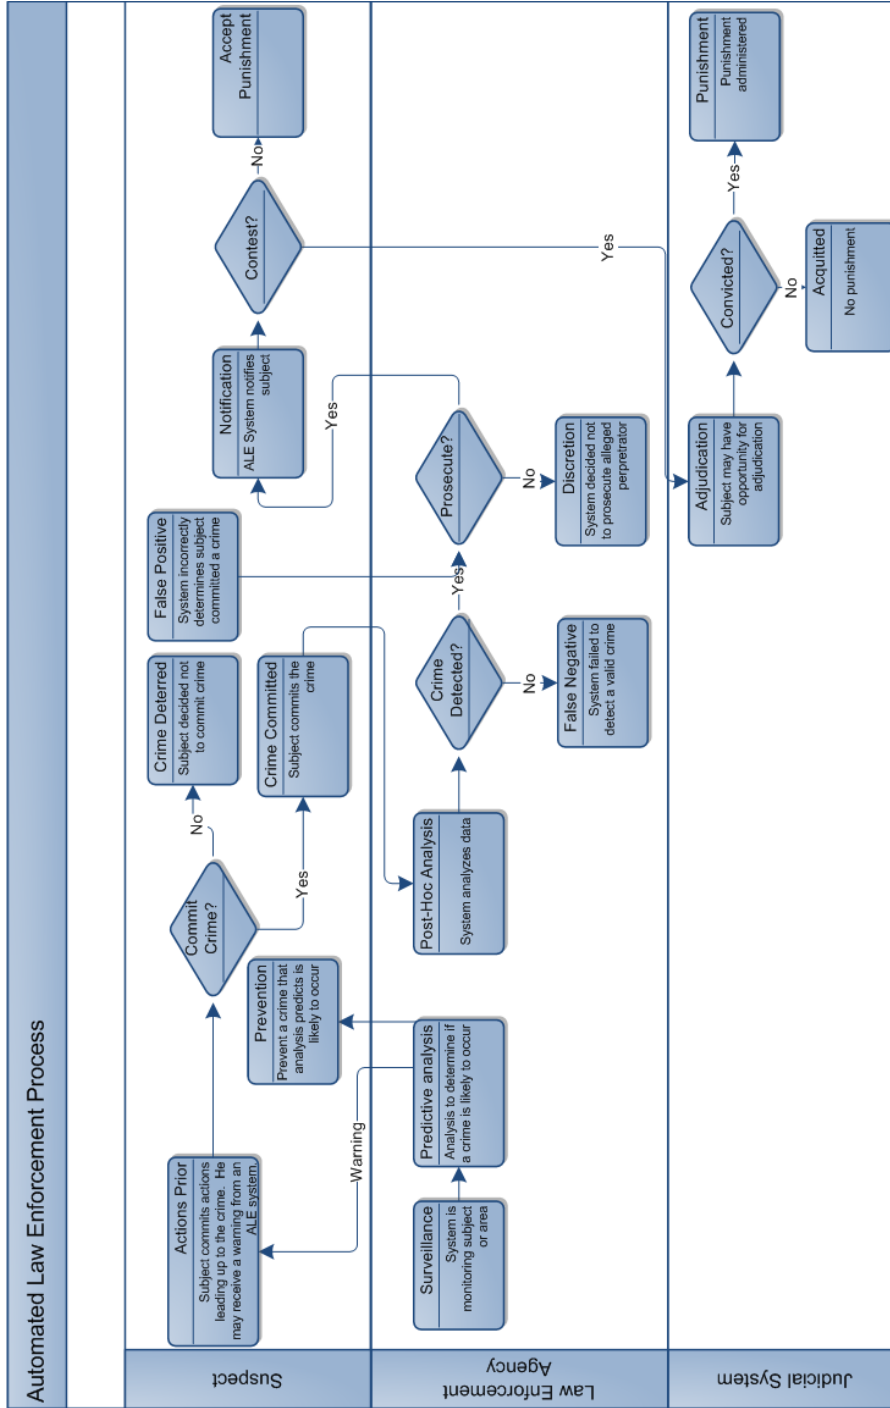 Automated Law Enforcement Process
Suspect
Actions Prior
Subject commits actions
leading up to the crime. He
may receive a warning from an
ALE system.
Commit
Crime?
No
Crime Deterred
Subject decided not
to commit crime
Yes
Crime Committed
Subject commits the
crime
Prevention
Prevent a crime that
analysis predicts is
likely to occur
False Positive
System incorrectly
determines subject
committed a crime
Notification
ALE System notifies
subject
Contest?
No
Accept
Punishment
Law Enforcement
Agency
Surveillance
System is
monitoring subject
or area
Predictive analysis
Analysis to determine if
a crime is likely to occur
Warning
Post-Hoc Analysis
System analyzes data
Crime
Detected?
No
False Negative
System failed to
detect a valid crime
Yes
Prosecute?
Yes
No
Discretion
System decided not
to prosecute alleged
perpretrator
Yes
Judicial System
Adjudication
Subject may have
opportunity for
adjudication
Convicted?
Yes
Punishment
Punishment
administered
No
Acquitted
No punishment